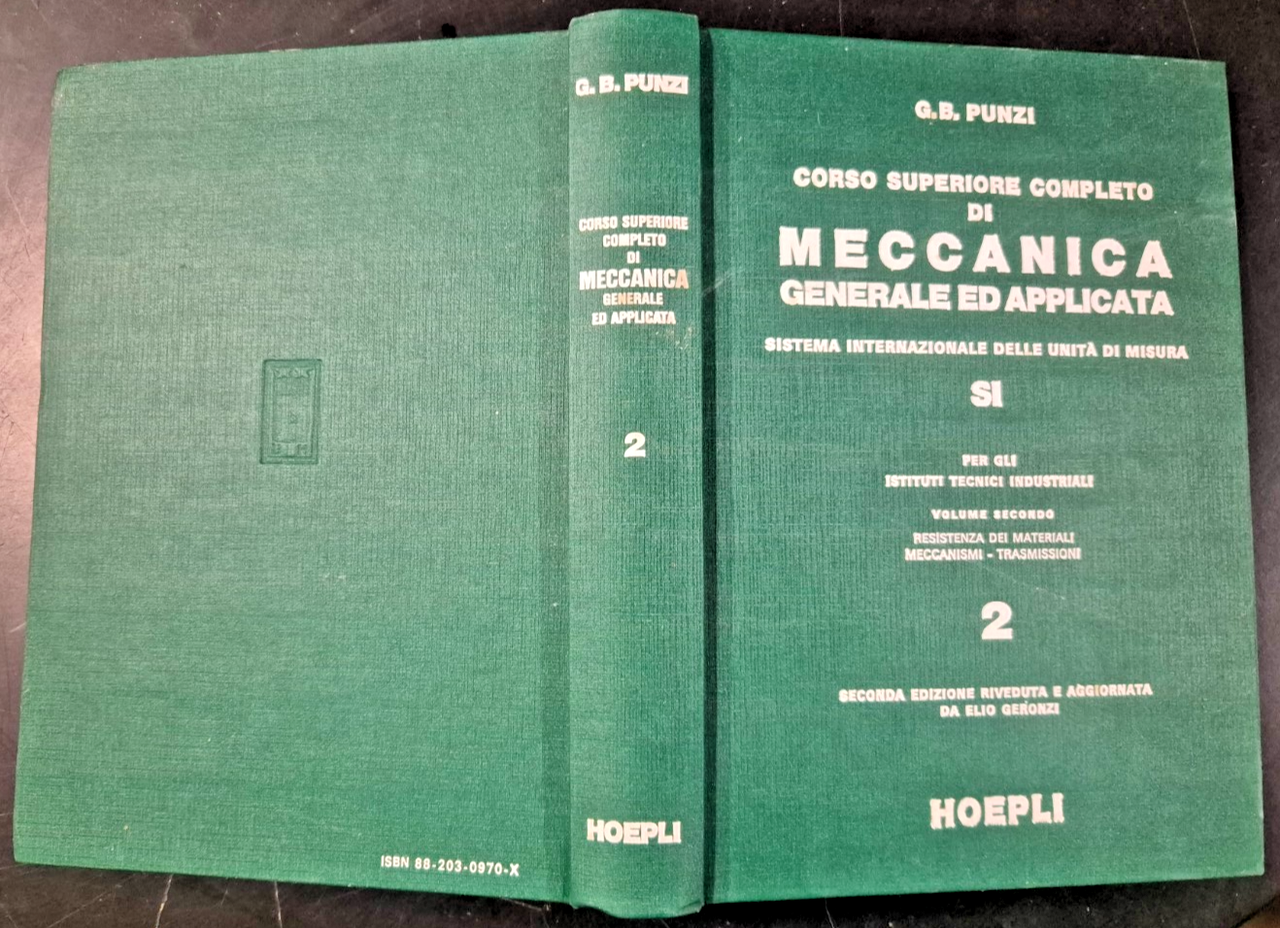 ISBN 88-203-0970-X
G. B. PUNZI
CORSO SUPERIORE
COMPLETO
DI
MECCANICA
GENERALE
ED APPLICATA
2
HOEPLI
G.B. PUNZI
CORSO SUPERIORE COMPLETO
DI
MECCANICA
GENERALE ED APPLICATA
SISTEMA INTERNAZIONALE DELLE UNITÀ DI MISURA
SI
PER GLI
ISTITUTI TECNICI INDUSTRIALI
VOLUME SECONDO
RESISTENZA DEI MATERIALI
MECCANISMI - TRASMISSIONI
2
SECONDA EDIZIONE RIVEDUTA E AGGIORNATA
DA ELIO GERONZI
HOEPLI